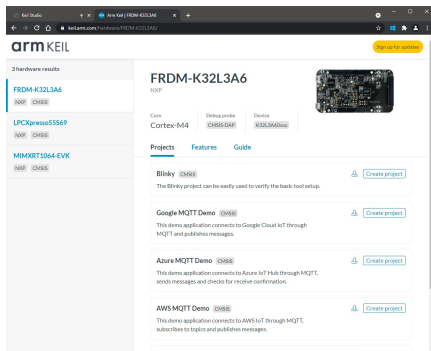 Keil Studio
Arm Keil | FRDM-K32L3A6
keilarm.com/hardware/FRDM-K32L3A6/
arm KEIL
Sign up for updates
3 hardware results
FRDM-K32L3A6
NXP CMSIS
LPCXpresso55S69
NXP CMSIS
MIMXRT1064-EVK
NXP CMSIS
FRDM-K32L3A6
NXP
Core
Cortex-M4
Debug probe
CMSIS-DAP
Device
K32L3A60xxx
Projects Features Guide
Blinky CMSIS
Create project
The Blinky project can be easily used to verify the basic tool setup.
Google MQTT Demo CMSIS
Create project
This demo application connects to Google Cloud IoT through
MQTT and publishes messages.
Azure MQTT Demo CMSIS
Create project
This demo application connects to Azure IoT Hub through MQTT,
sends messages and checks for receive confirmation.
AWS MQTT Demo CMSIS
Create project
This demo application connects to AWS IoT through MQTT,
subscribes to topics and publishes messages.